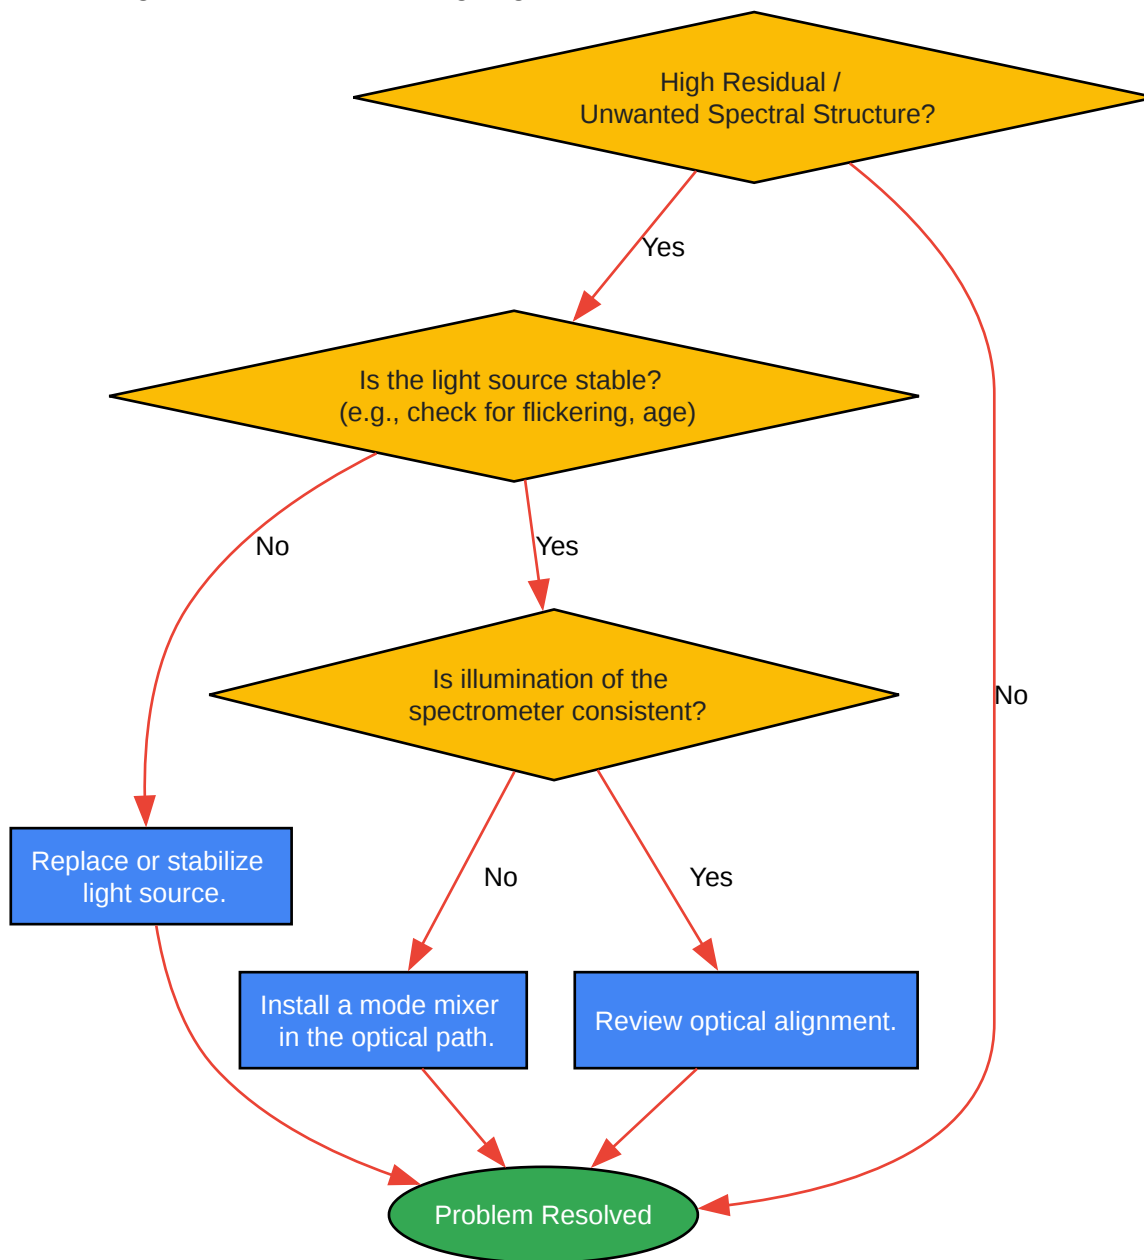 High Residual /
Unwanted Spectral Structure?
Yes
Is the light source stable?
(e.g., check for flickering, age)
No
Yes
Is illumination of the
spectrometer consistent?
No
Replace or stabilize
light source.
No
Yes
Install a mode mixer
in the optical path.
Review optical alignment.
Problem Resolved